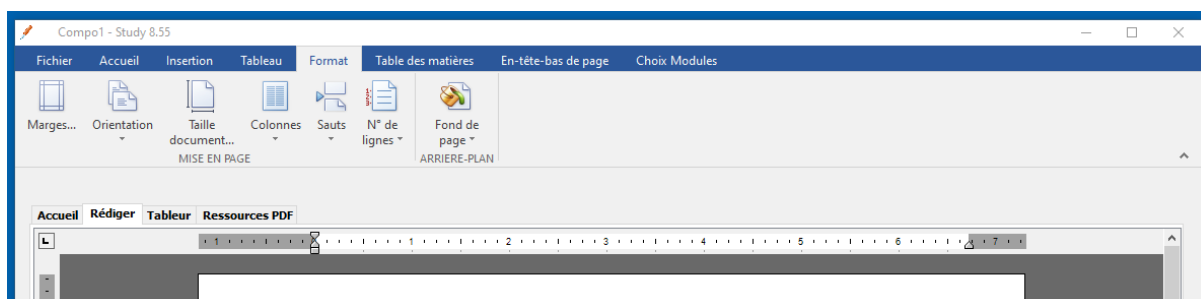 Compo1 - Study 8.55
Fichier Accueil Insertion Tableau Format Table des matières En-tête-bas de page Choix Modules
Marges... Orientation Taille document... Colonnes Sauts N° de lignes Fond de page
MISE EN PAGE ARRIERE-PLAN
Accueil Rédiger Tableur Ressources PDF
L 1 1 2 3 4 5 6 7